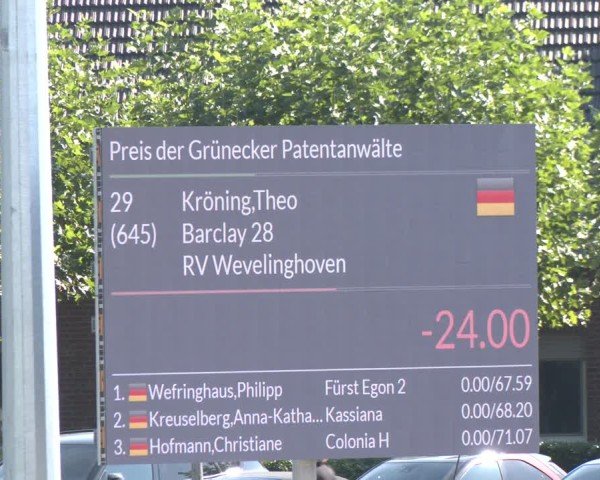 Preis der Grünecker Patentanwälte
29 Kröning,Theo
(645) Barclay 28
RV Wevelinghoven
-24.00
1. Wefringhaus,Philipp Fürst Egon 2 0.00/67.59
2. Kreuselberg,Anna-Katha... Kassiana 0.00/68.20
3. Hofmann,Christiane Colonia H 0.00/71.07